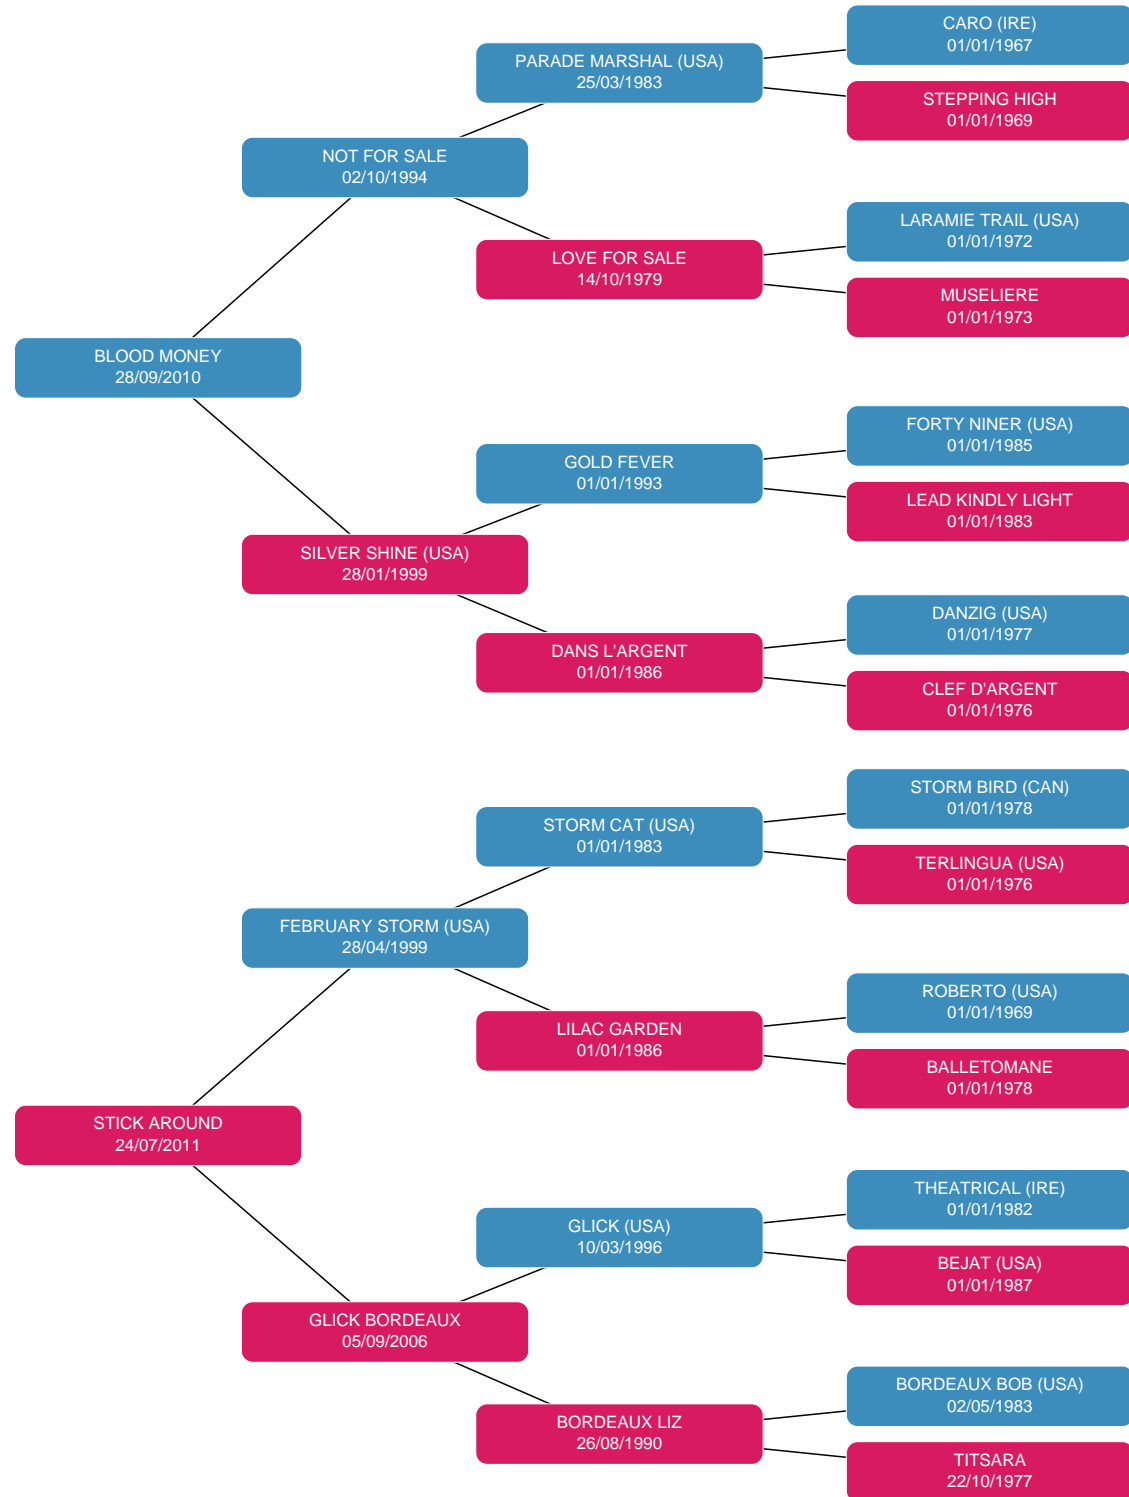 CARO (IRE)
01/01/1967
PARADE MARSHAL (USA)
25/03/1983
STEPPING HIGH
01/01/1969
NOT FOR SALE
02/10/1994
LARAMIE TRAIL (USA)
01/01/1972
LOVE FOR SALE
14/10/1979
MUSELIERE
01/01/1973
BLOOD MONEY
28/09/2010
FORTY NINER (USA)
01/01/1985
GOLD FEVER
01/01/1993
LEAD KINDLY LIGHT
01/01/1983
SILVER SHINE (USA)
28/01/1999
DANZIG (USA)
01/01/1977
DANS L'ARGENT
01/01/1986
CLEF D'ARGENT
01/01/1976
STORM BIRD (CAN)
01/01/1978
STORM CAT (USA)
01/01/1983
TERLINGUA (USA)
01/01/1976
FEBRUARY STORM (USA)
28/04/1999
ROBERTO (USA)
01/01/1969
LILAC GARDEN
01/01/1986
BALLETOMANE
01/01/1978
STICK AROUND
24/07/2011
THEATRICAL (IRE)
01/01/1982
GLICK (USA)
10/03/1996
BEJAT (USA)
01/01/1987
GLICK BORDEAUX
05/09/2006
BORDEAUX BOB (USA)
02/05/1983
BORDEAUX LIZ
26/08/1990
TITSARA
22/10/1977